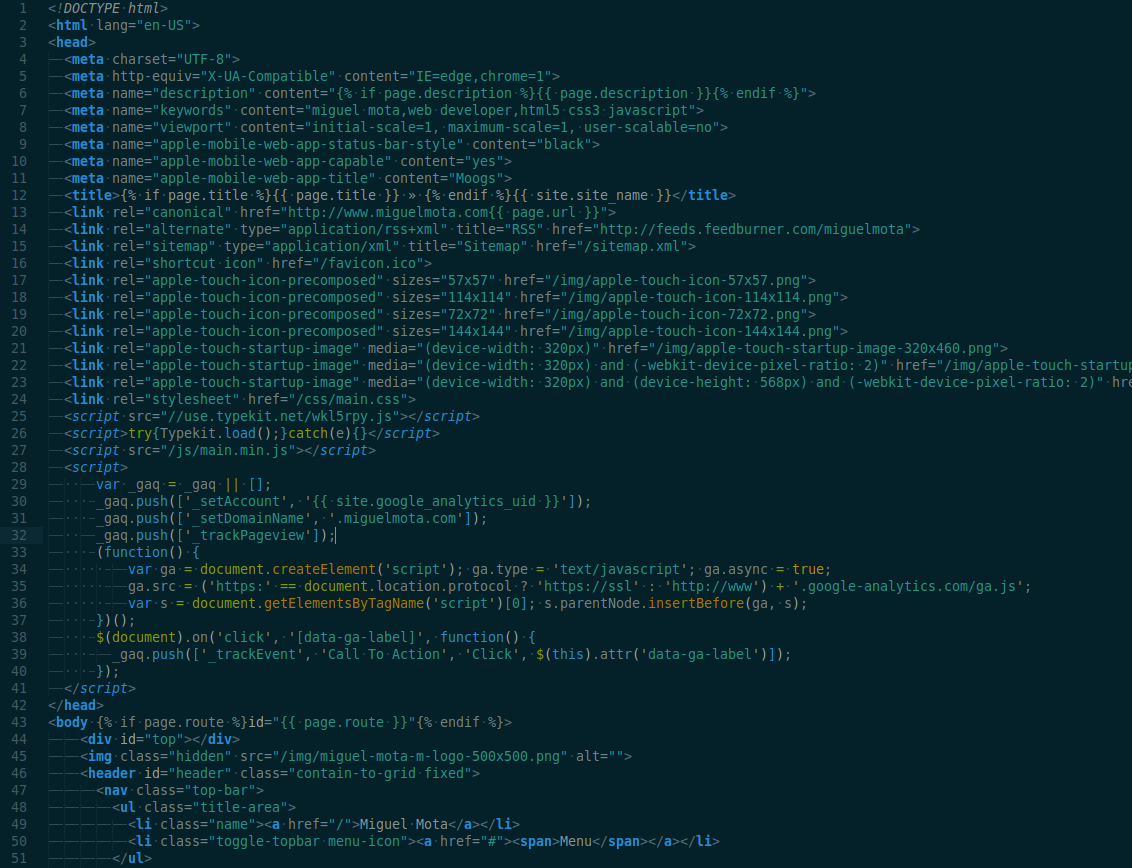 1 <!DOCTYPE html>
2 <html lang="en-US">
3 <head>
4 <meta charset="UTF-8">
5 <meta http-equiv="X-UA-Compatible" content="IE=edge,chrome=1">
6 <meta name="description" content="{% if page.description %}{{ page.description }}{% endif %}">
7 <meta name="keywords" content="miguel mota,web developer,html5 css3 javascript">
8 <meta name="viewport" content="initial-scale=1, maximum-scale=1, user-scalable=no">
9 <meta name="apple-mobile-web-app-status-bar-style" content="black">
10 <meta name="apple-mobile-web-app-capable" content="yes">
11 <meta name="apple-mobile-web-app-title" content="Moogs">
12 <title>{% if page.title %}{{ page.title }} » {% endif %}{{ site.site_name }}</title>
13 <link rel="canonical" href="http://www.miguelmota.com{{ page.url }}">
14 <link rel="alternate" type="application/rss+xml" title="RSS" href="http://feeds.feedburner.com/miguelmota">
15 <link rel="sitemap" type="application/xml" title="Sitemap" href="/sitemap.xml">
16 <link rel="shortcut icon" href="/favicon.ico">
17 <link rel="apple-touch-icon-precomposed" sizes="57x57" href="/img/apple-touch-icon-57x57.png">
18 <link rel="apple-touch-icon-precomposed" sizes="114x114" href="/img/apple-touch-icon-114x114.png">
19 <link rel="apple-touch-icon-precomposed" sizes="72x72" href="/img/apple-touch-icon-72x72.png">
20 <link rel="apple-touch-icon-precomposed" sizes="144x144" href="/img/apple-touch-icon-144x144.png">
21 <link rel="apple-touch-startup-image" media="(device-width: 320px)" href="/img/apple-touch-startup-image-320x460.png">
22 <link rel="apple-touch-startup-image" media="(device-width: 320px) and (-webkit-device-pixel-ratio: 2)" href="/img/apple-touch-startup
23 <link rel="apple-touch-startup-image" media="(device-width: 320px) and (device-height: 568px) and (-webkit-device-pixel-ratio: 2)" hre
24 <link rel="stylesheet" href="/css/main.css">
25 <script src="//use.typekit.net/wkl5rpy.js"></script>
26 <script>try{Typekit.load();}catch(e){}</script>
27 <script src="/js/main.min.js"></script>
28 <script>
29 var _gaq = _gaq || [];
30 _gaq.push(['_setAccount', '{{ site.google_analytics_uid }}']);
31 _gaq.push(['_setDomainName', '.miguelmota.com']);
32 _gaq.push(['_trackPageview']);
33 (function() {
34 var ga = document.createElement('script'); ga.type = 'text/javascript'; ga.async = true;
35 ga.src = ('https:' == document.location.protocol ? 'https://ssl' : 'http://www') + '.google-analytics.com/ga.js';
36 var s = document.getElementsByTagName('script')[0]; s.parentNode.insertBefore(ga, s);
37 })();
38 $(document).on('click', '[data-ga-label]', function() {
39 _gaq.push(['_trackEvent', 'Call To Action', 'Click', $(this).attr('data-ga-label')]);
40 });
41 </script>
42 </head>
43 <body {% if page.route %}id="{{ page.route }}"{% endif %}>
44 <div id="top"></div>
45 <img class="hidden" src="/img/miguel-mota-m-logo-500x500.png" alt="">
46 <header id="header" class="contain-to-grid fixed">
47 <nav class="top-bar">
48 <ul class="title-area">
49 <li class="name"><a href="/">Miguel Mota</a></li>
50 <li class="toggle-topbar menu-icon"><a href="#"><span>Menu</span></a></li>
51 </ul>